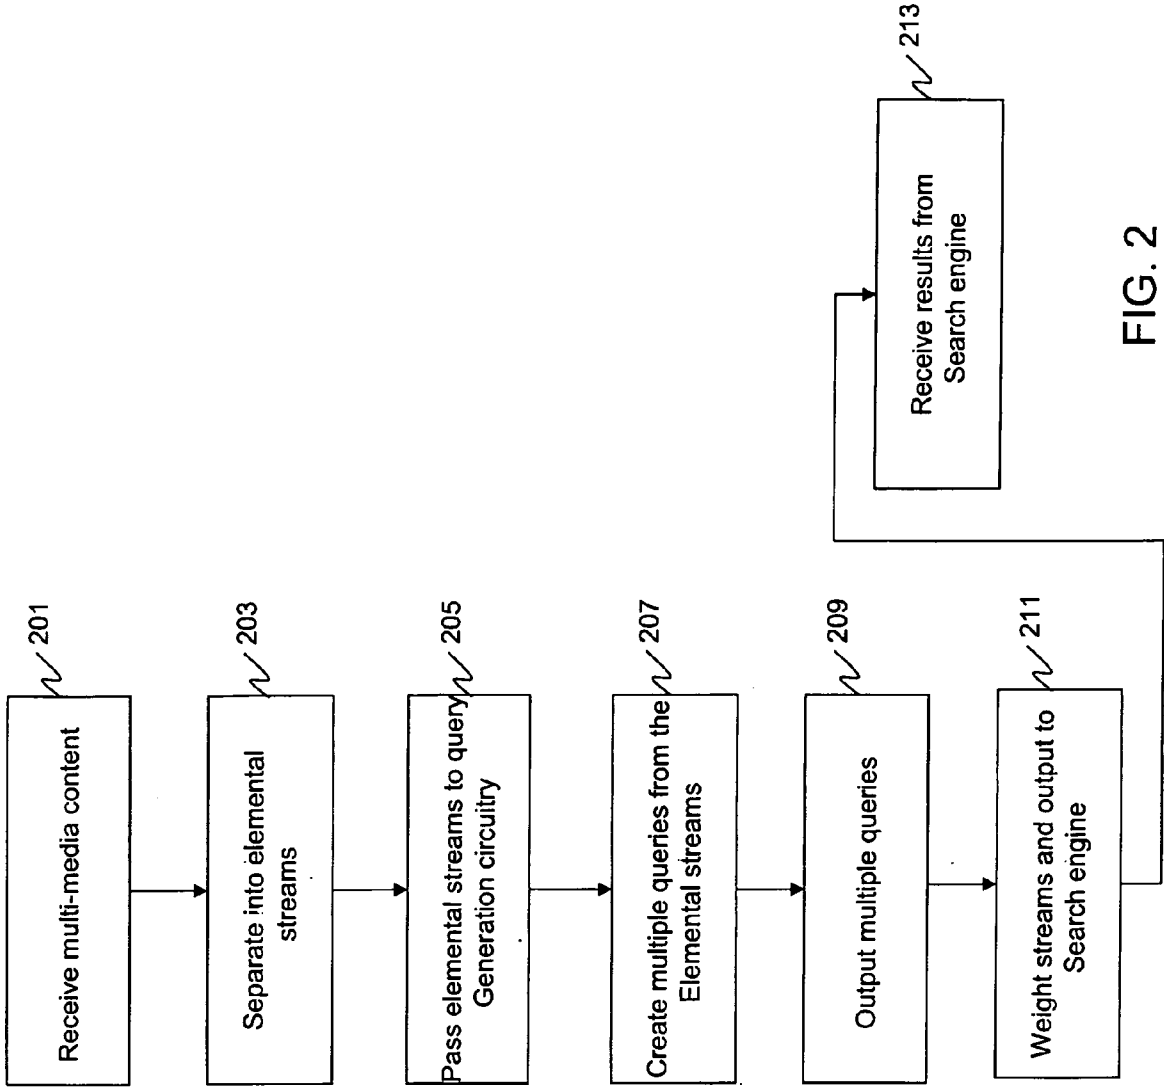 Receive multi-media content
201
Separate into elemental
streams
203
Pass elemental streams to query
Generation circuitry
205
Create multiple queries from the
Elemental streams
207
Output multiple queries
209
Weight streams and output to
Search engine
211
Receive results from
Search engine
213
FIG. 2